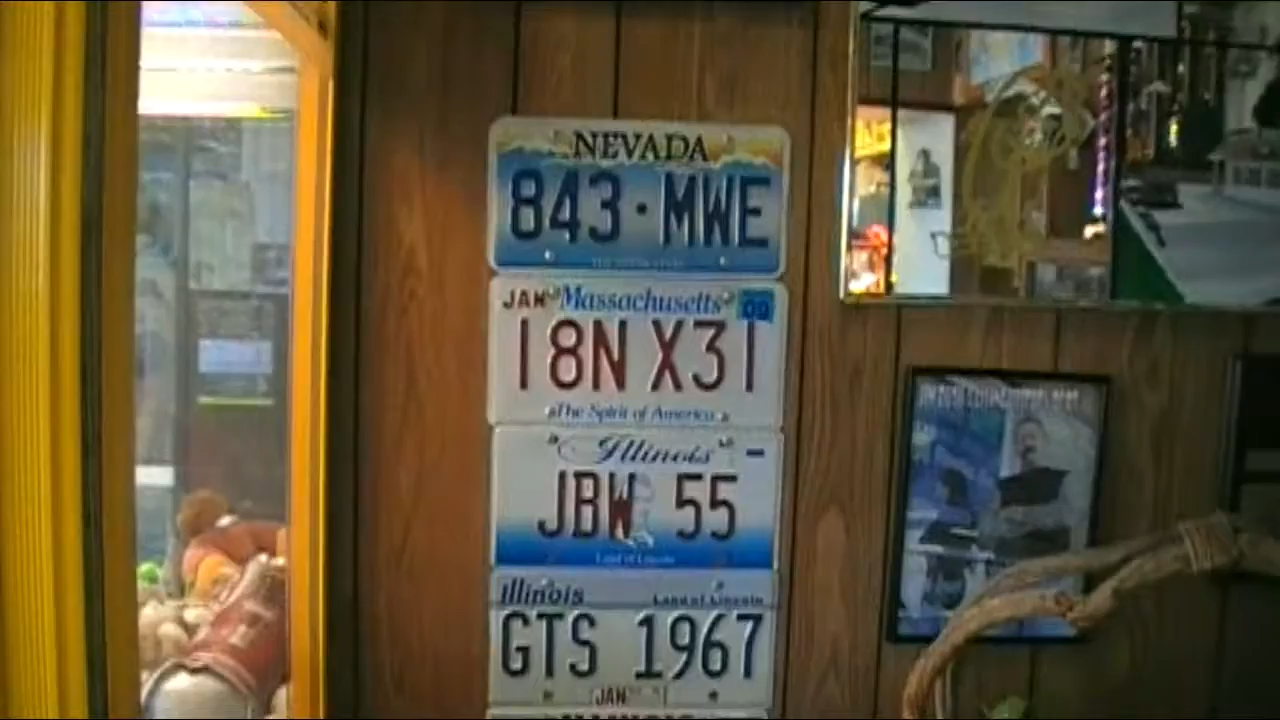 NEVADA
843·MWE
JAN Massachusetts 09
18N X31
The Spirit of America
Illinois
JBW 55
Land of Lincoln
Illinois Land of Lincoln
GTS 1967
JAN
ILLINOIS